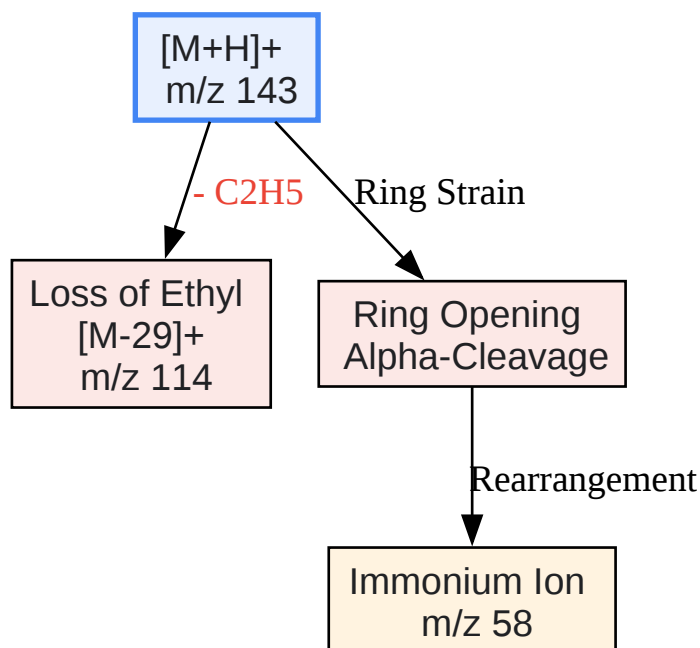 [M+H]+
m/z 143
- C2H5
Ring Strain
Loss of Ethyl
[M-29]+
m/z 114
Ring Opening
Alpha-Cleavage
Rearrangement
Immonium Ion
m/z 58